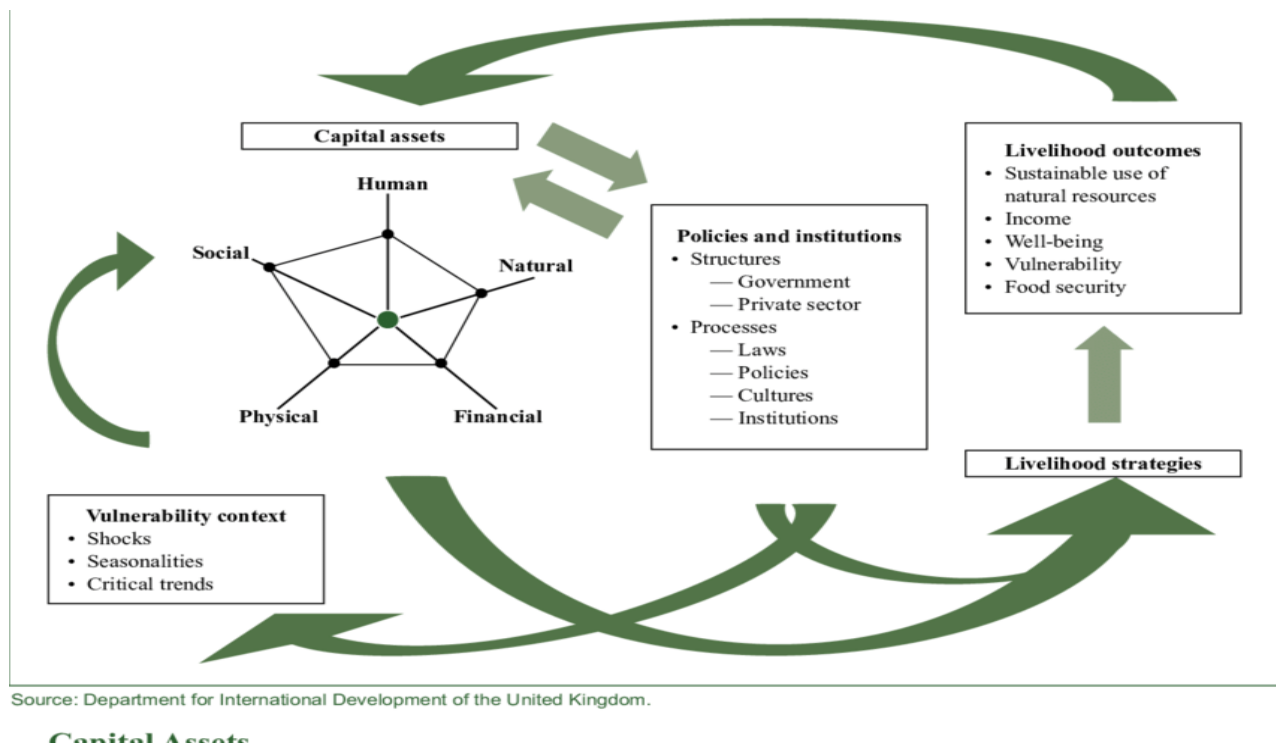 Capital assets
Human
Social
Natural
Physical
Financial
Policies and institutions
• Structures
— Government
— Private sector
• Processes
— Laws
— Policies
— Cultures
— Institutions
Livelihood outcomes
• Sustainable use of
natural resources
• Income
• Well-being
• Vulnerability
• Food security
Livelihood strategies
Vulnerability context
• Shocks
• Seasonalities
• Critical trends
Source: Department for International Development of the United Kingdom.
Capital Assets